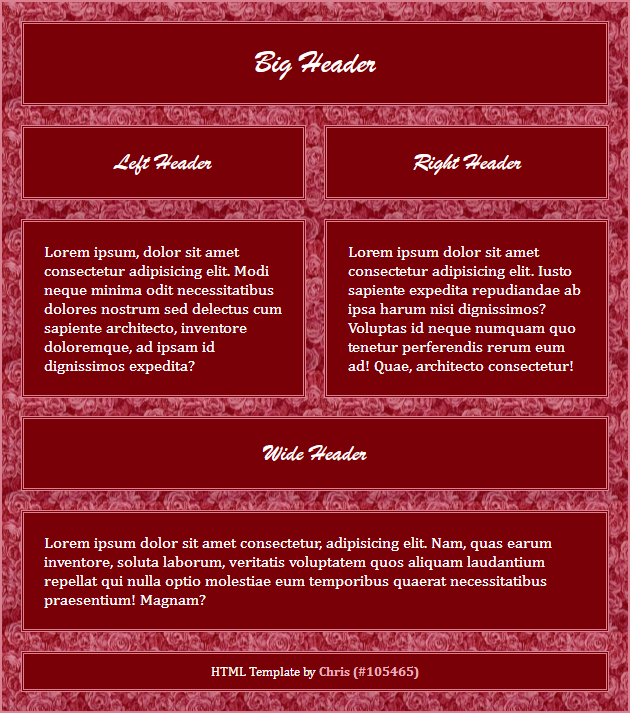 Big Header
Left Header
Right Header
Lorem ipsum, dolor sit amet
consectetur adipisicing elit. Modi
neque minima odit necessitatibus
dolores nostrum sed delectus cum
sapiente architecto, inventore
doloremque, ad ipsam id
dignissimos expedita?
Lorem ipsum dolor sit amet
consectetur adipisicing elit. Iusto
sapiente expedita repudiandae ab
ipsa harum nisi dignissimos?
Voluptas id neque numquam quo
tenetur perferendis rerum eum
ad! Quae, architecto consectetur!
Wide Header
Lorem ipsum dolor sit amet consectetur, adipisicing elit. Nam, quas earum
inventore, soluta laborum, veritatis voluptatem quos aliquam laudantium
repellat qui nulla optio molestiae eum temporibus quaerat necessitatibus
praesentium! Magnam?
HTML Template by Chris (#105465)